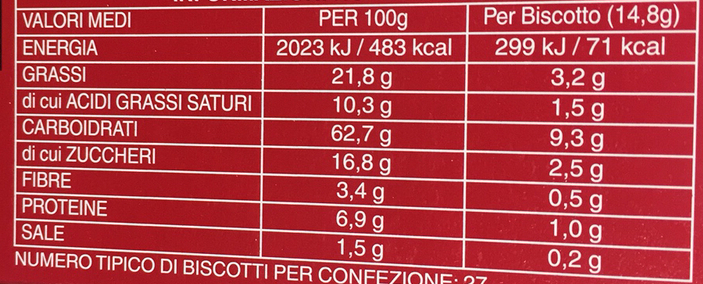 VALORI MEDI PER 100g Per Biscotto (14,8g)
ENERGIA 2023 kJ / 483 kcal 299 kJ / 71 kcal
GRASSI 21,8 g 3,2 g
di cui ACIDI GRASSI SATURI 10,3 g 1,5 g
CARBOIDRATI 62,7 g 9,3 g
di cui ZUCCHERI 16,8 g 2,5 g
FIBRE 3,4 g 0,5 g
PROTEINE 6,9 g 1,0 g
SALE 1,5 g 0,2 g
NUMERO TIPICO DI BISCOTTI PER CONFEZIONE: 27